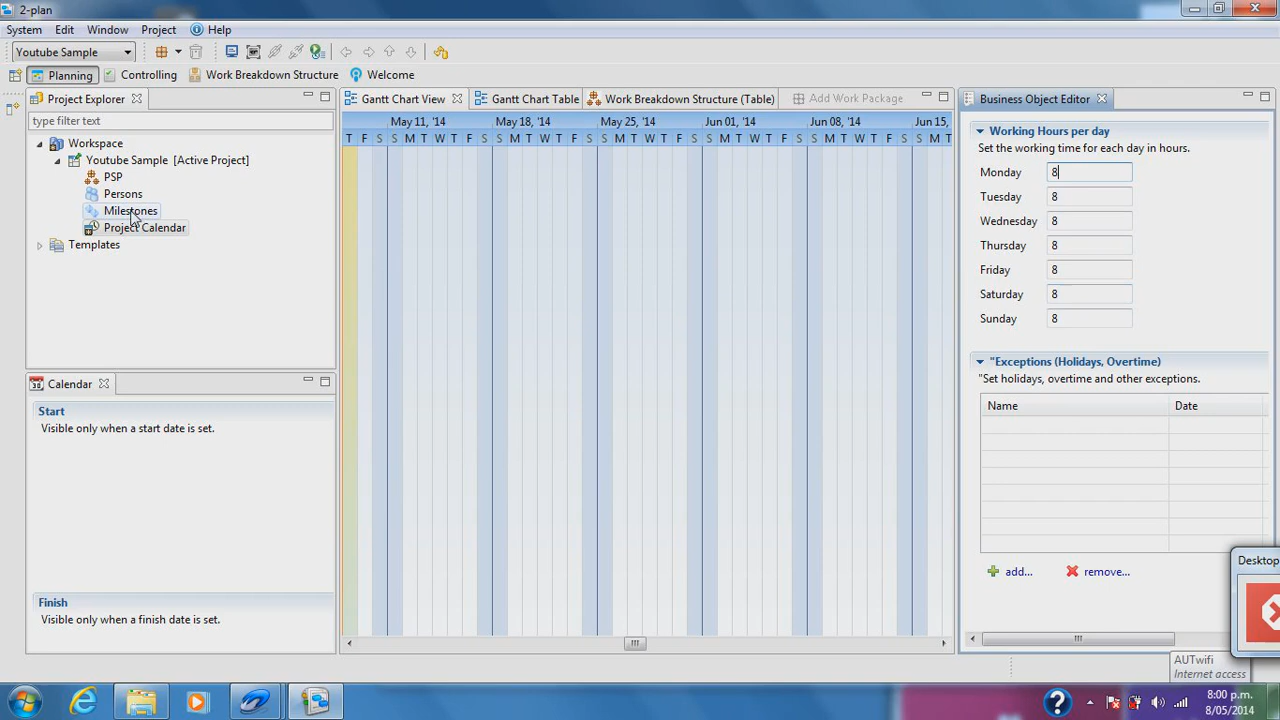 2-plan
System Edit Window Project Help
Youtube Sample
Planning Controlling Work Breakdown Structure Welcome
Project Explorer
type filter text
Workspace
Youtube Sample [Active Project]
PSP
Persons
Milestones
Project Calendar
Templates
Calendar
Start
Visible only when a start date is set.
Finish
Visible only when a finish date is set.
Gantt Chart View Gantt Chart Table Work Breakdown Structure (Table) Add Work Package
May 11, '14 May 18, '14 May 25, '14 Jun 01, '14 Jun 08, '14 Jun 15,
T F S S M T W T F S S M T W T F S S M T W T F S S M T W T F S S M T W T F S S M T
Business Object Editor
Working Hours per day
Set the working time for each day in hours.
Monday 8
Tuesday 8
Wednesday 8
Thursday 8
Friday 8
Saturday 8
Sunday 8
"Exceptions (Holidays, Overtime)
"Set holidays, overtime and other exceptions.
Name Date
add... remove...
Desktop
AUTwifi
Internet access
8:00 p.m.
8/05/2014